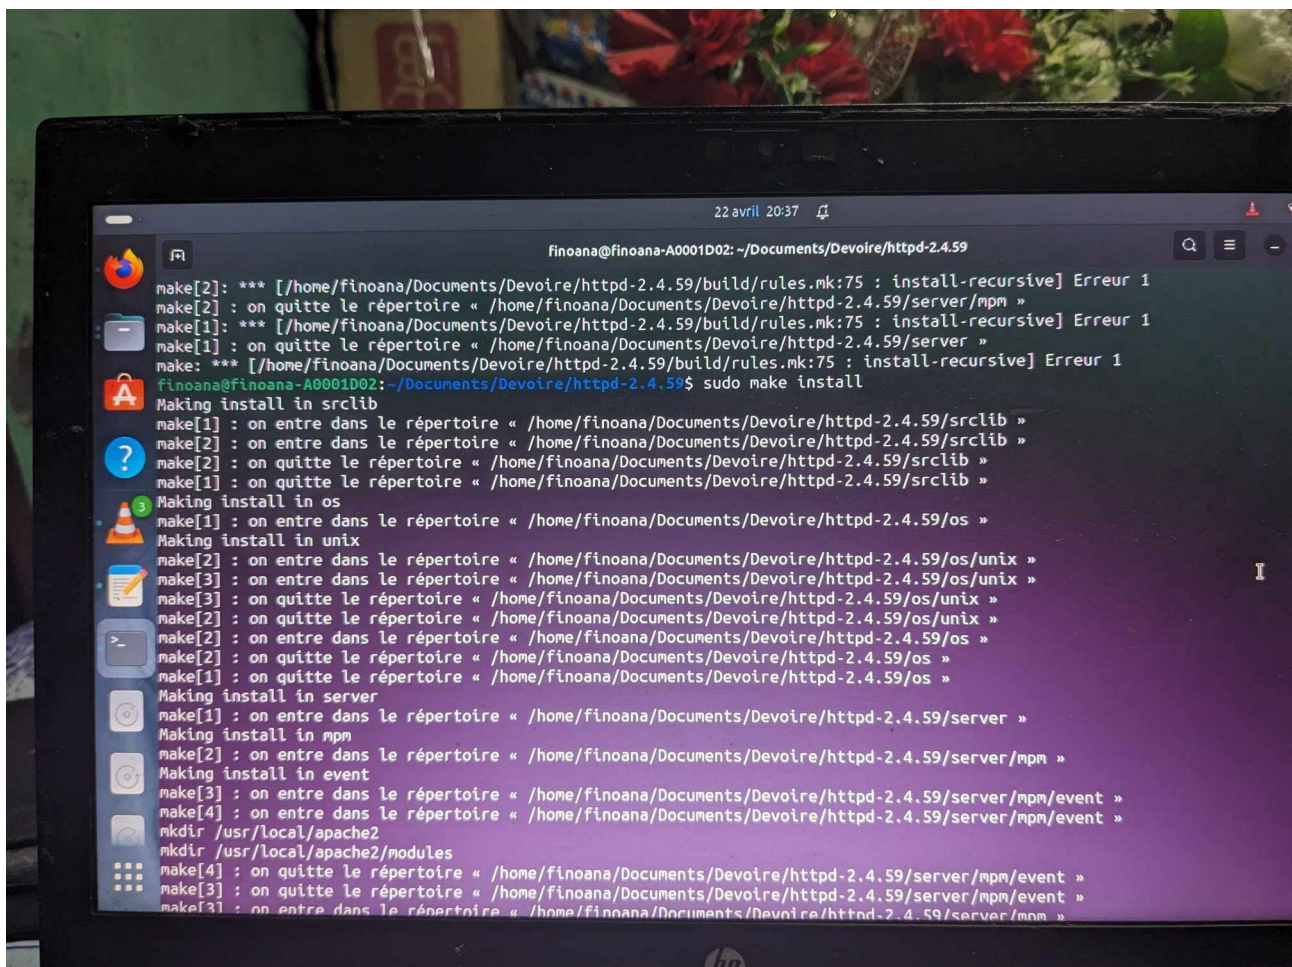 22 avril 20:37
finoana@finoana-A0001D02: ~/Documents/Devoire/httpd-2.4.59
make[2]: *** [/home/finoana/Documents/Devoire/httpd-2.4.59/build/rules.mk:75 : install-recursive] Erreur 1
make[2] : on quitte le répertoire « /home/finoana/Documents/Devoire/httpd-2.4.59/server/mpm »
make[1]: *** [/home/finoana/Documents/Devoire/httpd-2.4.59/build/rules.mk:75 : install-recursive] Erreur 1
make[1] : on quitte le répertoire « /home/finoana/Documents/Devoire/httpd-2.4.59/server »
make: *** [/home/finoana/Documents/Devoire/httpd-2.4.59/build/rules.mk:75 : install-recursive] Erreur 1
finoana@finoana-A0001D02:~/Documents/Devoire/httpd-2.4.59$ sudo make install
Making install in srclib
make[1] : on entre dans le répertoire « /home/finoana/Documents/Devoire/httpd-2.4.59/srclib »
make[2] : on entre dans le répertoire « /home/finoana/Documents/Devoire/httpd-2.4.59/srclib »
make[2] : on quitte le répertoire « /home/finoana/Documents/Devoire/httpd-2.4.59/srclib »
make[1] : on quitte le répertoire « /home/finoana/Documents/Devoire/httpd-2.4.59/srclib »
Making install in os
make[1] : on entre dans le répertoire « /home/finoana/Documents/Devoire/httpd-2.4.59/os »
Making install in unix
make[2] : on entre dans le répertoire « /home/finoana/Documents/Devoire/httpd-2.4.59/os/unix »
make[3] : on entre dans le répertoire « /home/finoana/Documents/Devoire/httpd-2.4.59/os/unix »
make[3] : on quitte le répertoire « /home/finoana/Documents/Devoire/httpd-2.4.59/os/unix »
make[2] : on quitte le répertoire « /home/finoana/Documents/Devoire/httpd-2.4.59/os/unix »
make[2] : on entre dans le répertoire « /home/finoana/Documents/Devoire/httpd-2.4.59/os »
make[2] : on quitte le répertoire « /home/finoana/Documents/Devoire/httpd-2.4.59/os »
make[1] : on quitte le répertoire « /home/finoana/Documents/Devoire/httpd-2.4.59/os »
Making install in server
make[1] : on entre dans le répertoire « /home/finoana/Documents/Devoire/httpd-2.4.59/server »
Making install in mpm
make[2] : on entre dans le répertoire « /home/finoana/Documents/Devoire/httpd-2.4.59/server/mpm »
Making install in event
make[3] : on entre dans le répertoire « /home/finoana/Documents/Devoire/httpd-2.4.59/server/mpm/event »
make[4] : on entre dans le répertoire « /home/finoana/Documents/Devoire/httpd-2.4.59/server/mpm/event »
mkdir /usr/local/apache2
mkdir /usr/local/apache2/modules
make[4] : on quitte le répertoire « /home/finoana/Documents/Devoire/httpd-2.4.59/server/mpm/event »
make[3] : on quitte le répertoire « /home/finoana/Documents/Devoire/httpd-2.4.59/server/mpm/event »
make[3] : on entre dans le répertoire « /home/finoana/Documents/Devoire/httpd-2.4.59/server/mpm »
3
hp